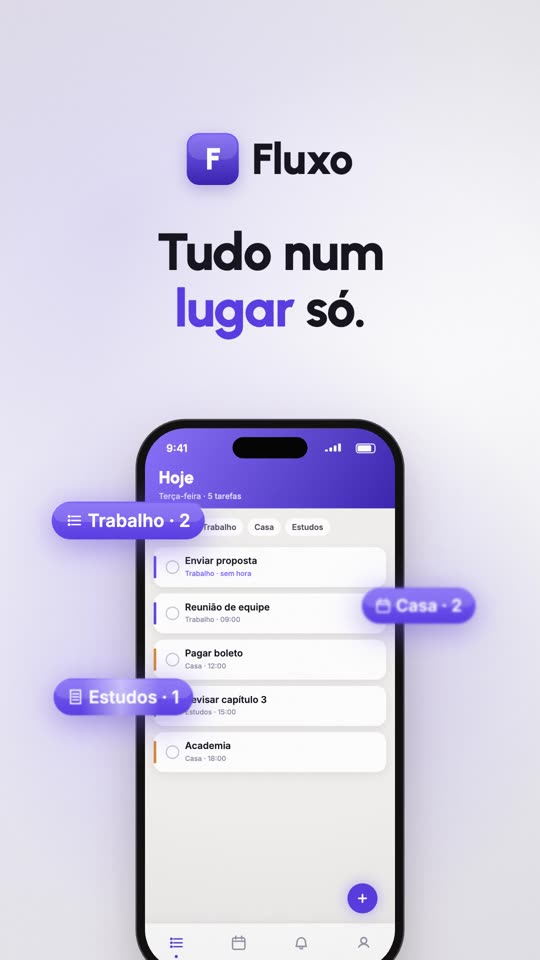 F Fluxo
Tudo num
lugar só.
9:41
Hoje
Terça-feira · 5 tarefas
Trabalho · 2
Trabalho
Casa
Estudos
Enviar proposta
Trabalho · sem hora
Reunião de equipe
Trabalho · 09:00
Casa · 2
Pagar boleto
Casa · 12:00
Estudos · 1
evisar capítulo 3
Estudos · 15:00
Academia
Casa · 18:00
+